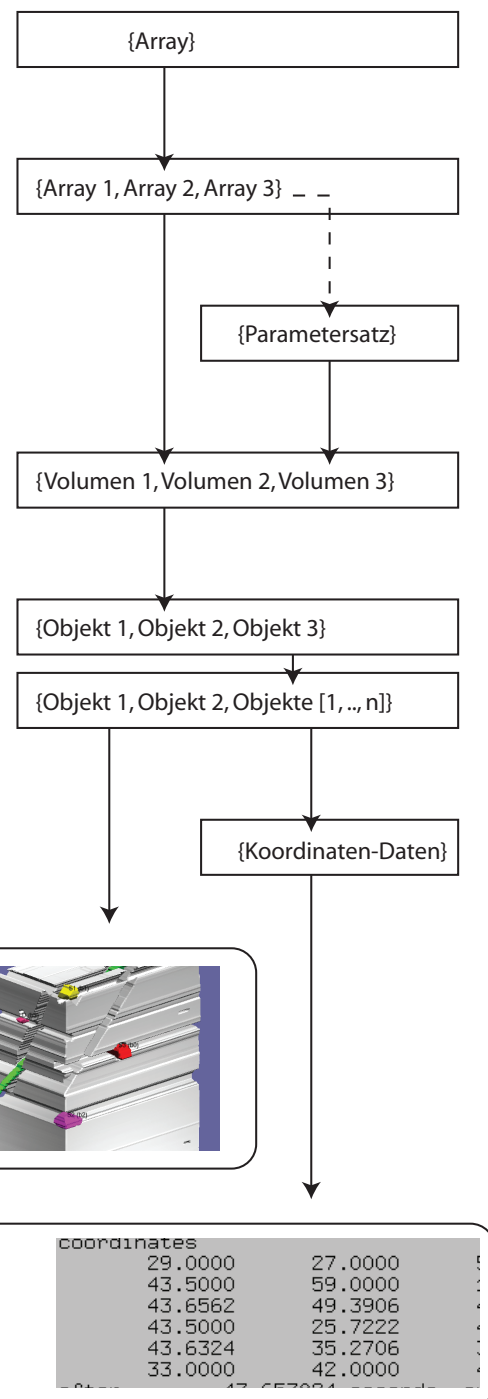 {Array}
{Array 1, Array 2, Array 3}
{Parametersatz}
{Volumen 1, Volumen 2, Volumen 3}
{Objekt 1, Objekt 2, Objekt 3}
{Objekt 1, Objekt 2, Objekte [1, .., n]}
{Koordinaten-Daten}
coordinates
29.0000 27.0000
43.5000 59.0000
43.6562 49.3906
43.5000 25.7222
43.6324 35.2706
33.0000 42.0000